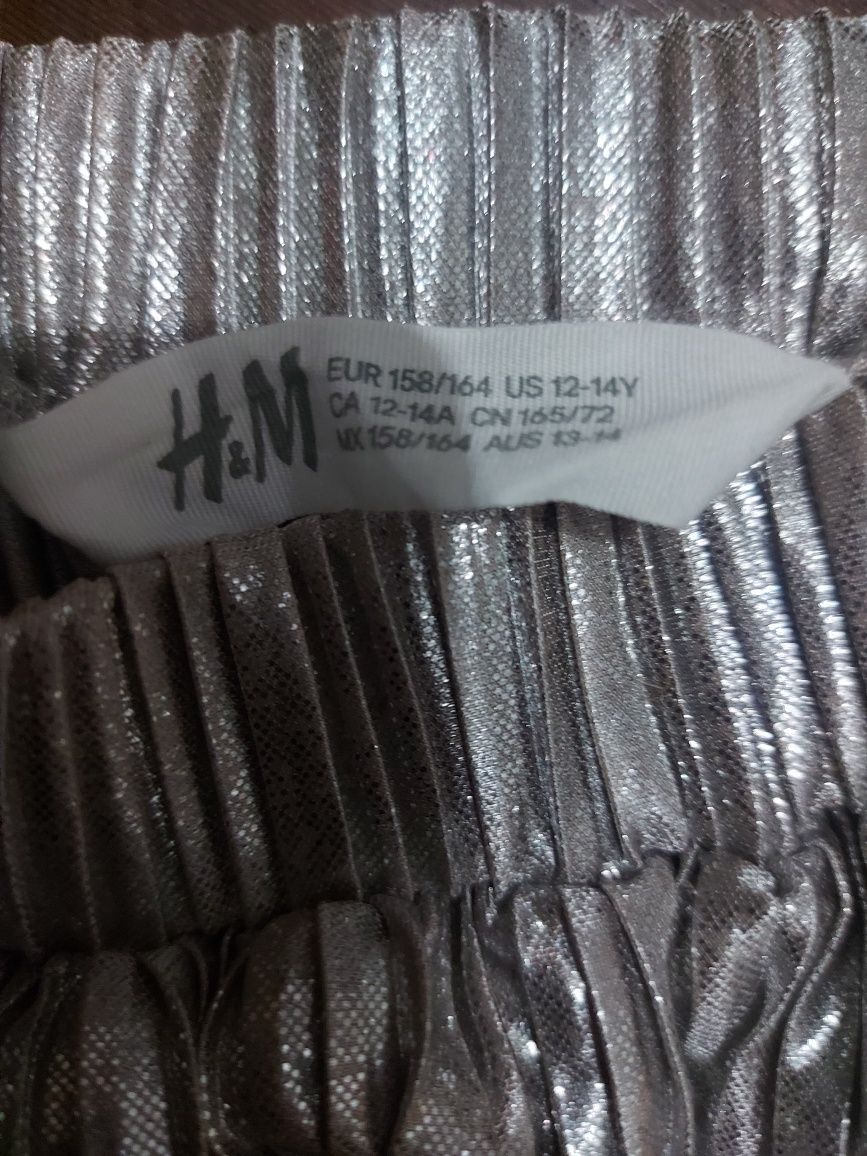 H&M
EUR 158/164 US 12-14Y
CA 12-14A CN 165/72
MX 158/164 AUS 13-14